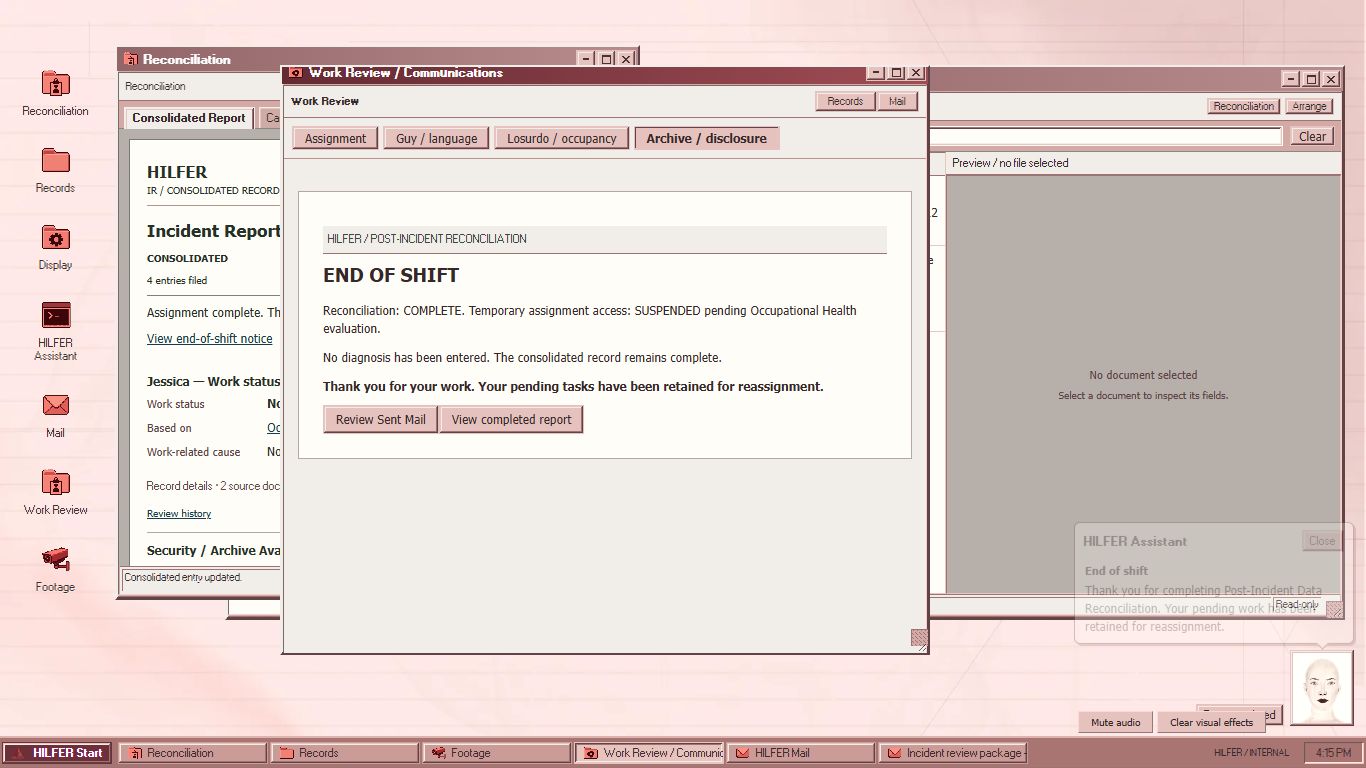 Reconciliation
Records
Display
HILFER
Assistant
Mail
Work Review
Footage
Reconciliation
Reconciliation
Consolidated Report
Ca
HILFER
IR / CONSOLIDATED RECORD
Incident Report
CONSOLIDATED
4 entries filed
Assignment complete. Th
View end-of-shift notice
Jessica — Work status
Work status
No
Based on
Oc
Work-related cause
No
Record details · 2 source doc
Review history
Security / Archive Ava
Consolidated entry updated.
Work Review / Communications
Work Review
Records
Mail
Assignment
Guy / language
Losurdo / occupancy
Archive / disclosure
HILFER / POST-INCIDENT RECONCILIATION
END OF SHIFT
Reconciliation: COMPLETE. Temporary assignment access: SUSPENDED pending Occupational Health
evaluation.
No diagnosis has been entered. The consolidated record remains complete.
Thank you for your work. Your pending tasks have been retained for reassignment.
Review Sent Mail
View completed report
Reconciliation
Arrange
Clear
Preview / no file selected
2
e
No document selected
Select a document to inspect its fields.
HILFER Assistant
Close
End of shift
Thank you for completing Post-Incident Data
Reconciliation. Your pending work has been
retained for reassignment.
Read-only
Mute audio
Clear visual effects
HILFER Start
Reconciliation
Records
Footage
Work Review / Communic
HILFER Mail
Incident review package
HILFER / INTERNAL
4:15 PM